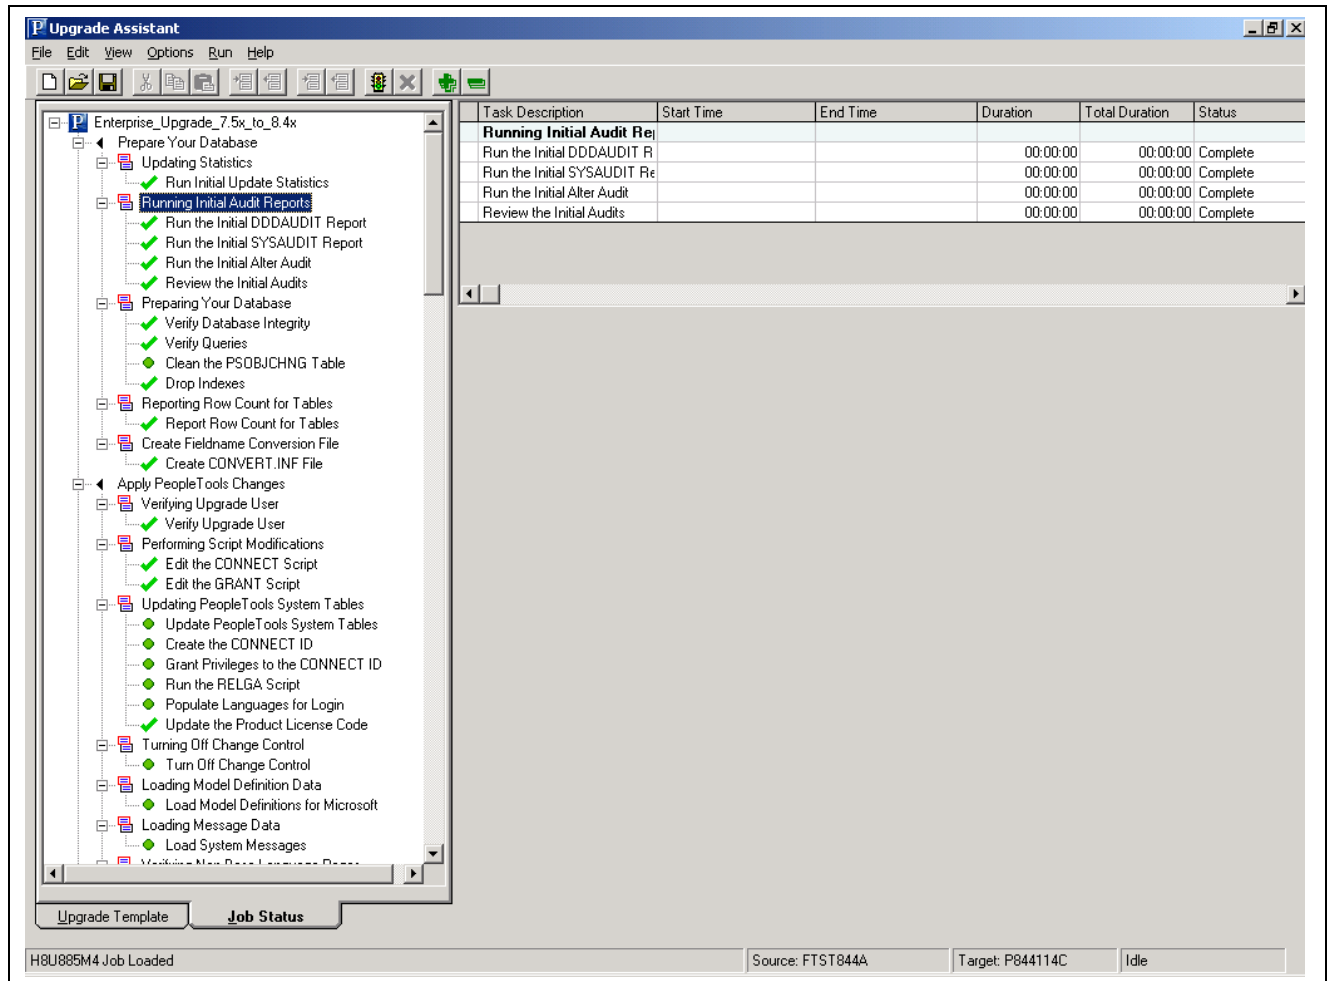 Upgrade Assistant
File Edit View Options Run Help
Enterprise_Upgrade_7.5x_to_8.4x
Prepare Your Database
Updating Statistics
Run Initial Update Statistics
Running Initial Audit Reports
Run the Initial DDDAUDIT Report
Run the Initial SYSAUDIT Report
Run the Initial Alter Audit
Review the Initial Audits
Preparing Your Database
Verify Database Integrity
Verify Queries
Clean the PSOBJCHNG Table
Drop Indexes
Reporting Row Count for Tables
Report Row Count for Tables
Create Fieldname Conversion File
Create CONVERT.INF File
Apply PeopleTools Changes
Verifying Upgrade User
Verify Upgrade User
Performing Script Modifications
Edit the CONNECT Script
Edit the GRANT Script
Updating PeopleTools System Tables
Update PeopleTools System Tables
Create the CONNECT ID
Grant Privileges to the CONNECT ID
Run the RELGA Script
Populate Languages for Login
Update the Product License Code
Turning Off Change Control
Turn Off Change Control
Loading Model Definition Data
Load Model Definitions for Microsoft
Loading Message Data
Load System Messages
Upgrade Template Job Status
Task Description Start Time End Time Duration Total Duration Status
Running Initial Audit Re
Run the Initial DDDAUDIT R 00:00:00 00:00:00 Complete
Run the Initial SYSAUDIT Re 00:00:00 00:00:00 Complete
Run the Initial Alter Audit 00:00:00 00:00:00 Complete
Review the Initial Audits 00:00:00 00:00:00 Complete
H8U885M4 Job Loaded Source: FTST844A Target: P844114C Idle